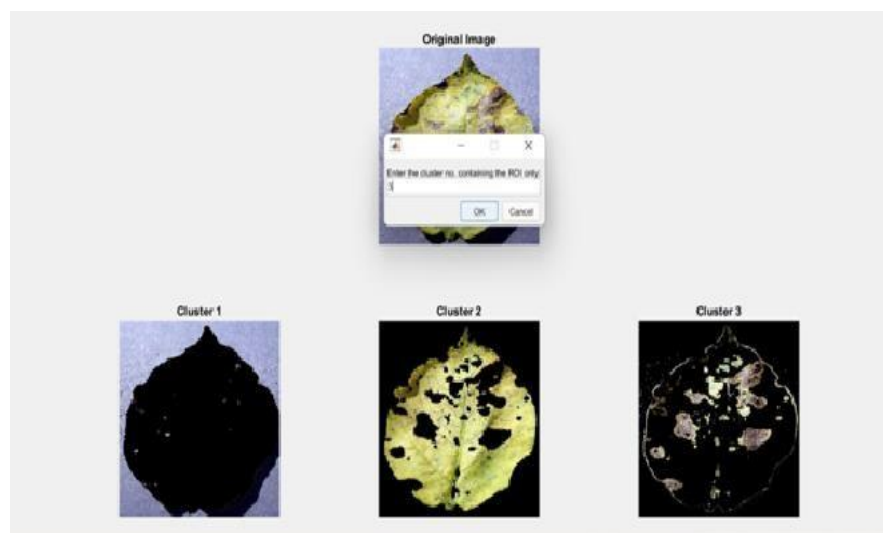 Original Image
Enter the cluster no. containing the ROI only:
3
OK Cancel
Cluster 1 Cluster 2 Cluster 3